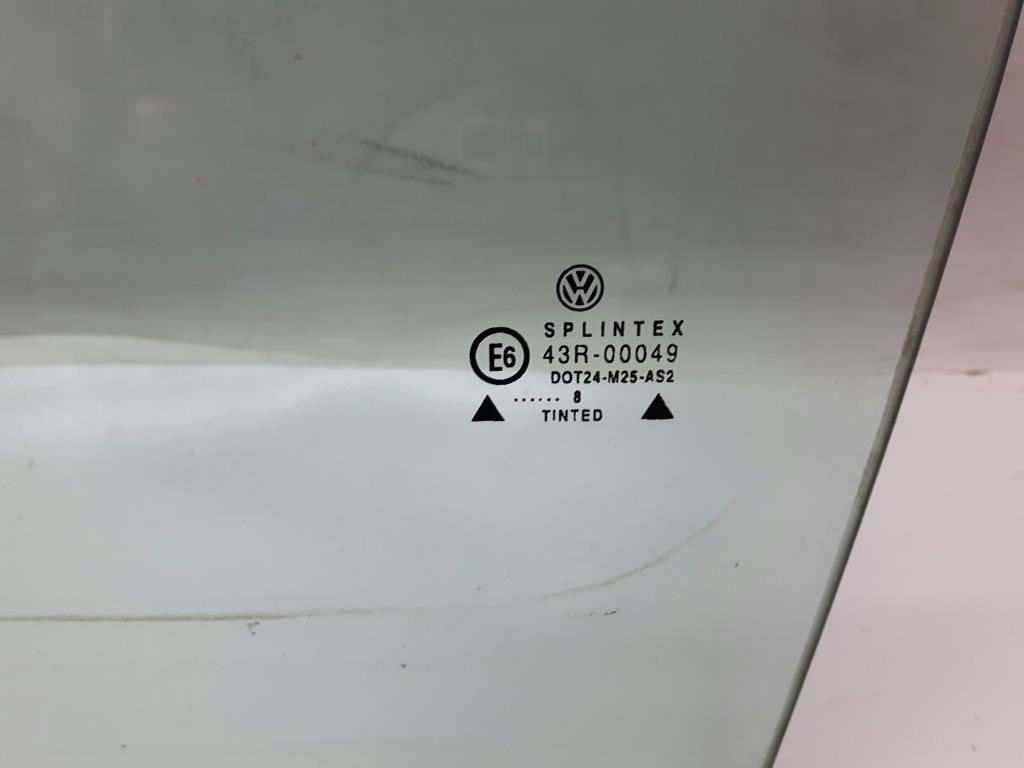 SPLINTEX
E6 43R-00049
DOT24-M25-AS2
...... 8
TINTED